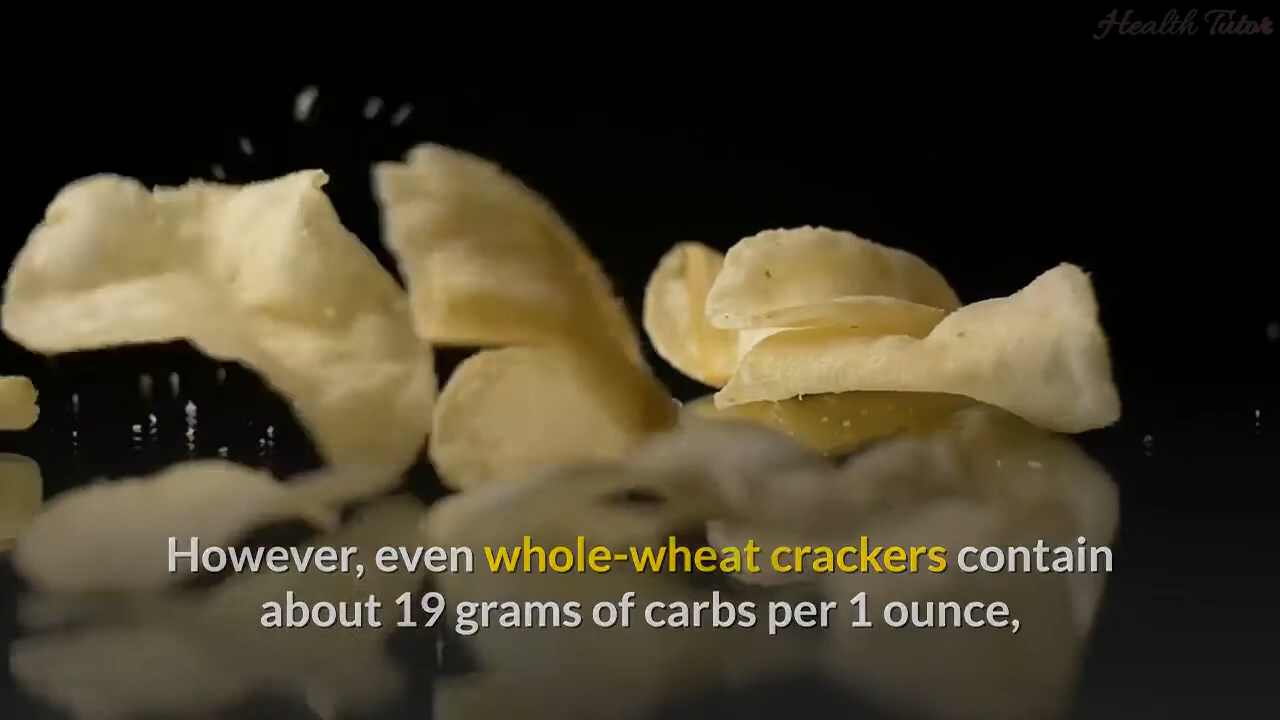 Health Tutor
However, even whole-wheat crackers contain
about 19 grams of carbs per 1 ounce,